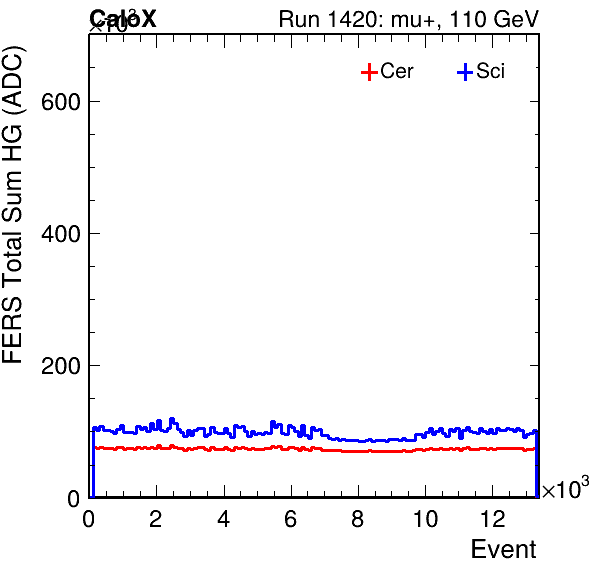 CaloX ×10³ Run 1420: mu+, 110 GeV
FERS Total Sum HG (ADC)
Cer Sci
600
400
200
0
0 2 4 6 8 10 12 ×10³
Event